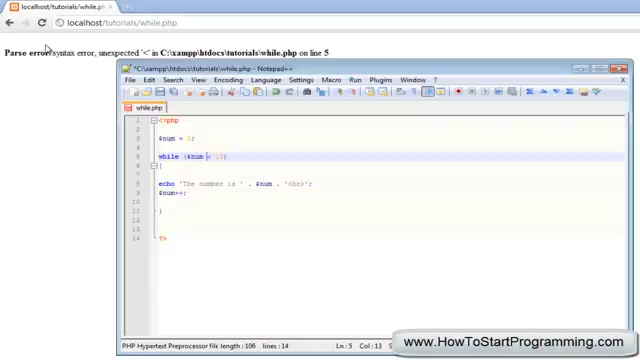 localhost/tutorials/while.php
localhost/tutorials/while.php
Parse error: syntax error, unexpected '<' in C:\xampp\htdocs\tutorials\while.php on line 5
*C:\xampp\htdocs\tutorials\while.php - Notepad++
File Edit Search View Encoding Language Settings Macro Run Plugins Window ?
while.php
1 <?php
2
3 $num = ;
4
5 while ($num < 10)
6 {
7
8 echo 'The number is ' . $num . '<br>';
9 $num++;
10
11 }
12
13
14 ?>
PHP Hypertext Preprocessor file length : 106 lines : 14 Ln : 5 Col : 13
www.HowToStartProgramming.com